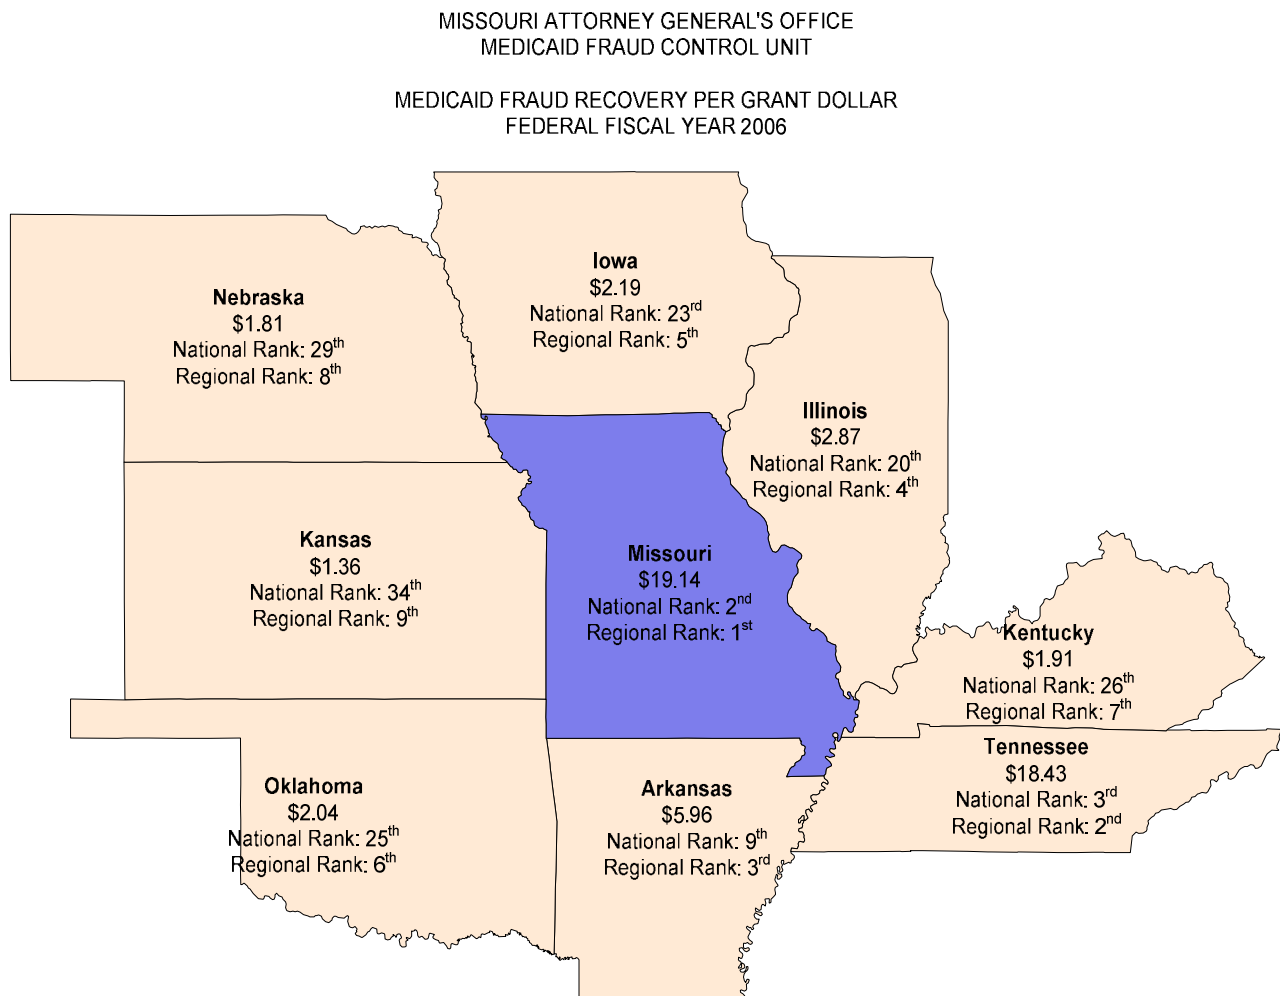 MISSOURI ATTORNEY GENERAL'S OFFICE
MEDICAID FRAUD CONTROL UNIT
MEDICAID FRAUD RECOVERY PER GRANT DOLLAR
FEDERAL FISCAL YEAR 2006
Iowa
$2.19
National Rank: 23rd
Regional Rank: 5th
Nebraska
$1.81
National Rank: 29th
Regional Rank: 8th
Illinois
$2.87
National Rank: 20th
Regional Rank: 4th
Kansas
$1.36
National Rank: 34th
Regional Rank: 9th
Missouri
$19.14
National Rank: 2nd
Regional Rank: 1st
Kentucky
$1.91
National Rank: 26th
Regional Rank: 7th
Tennessee
$18.43
National Rank: 3rd
Regional Rank: 2nd
Oklahoma
$2.04
National Rank: 25th
Regional Rank: 6th
Arkansas
$5.96
National Rank: 9th
Regional Rank: 3rd